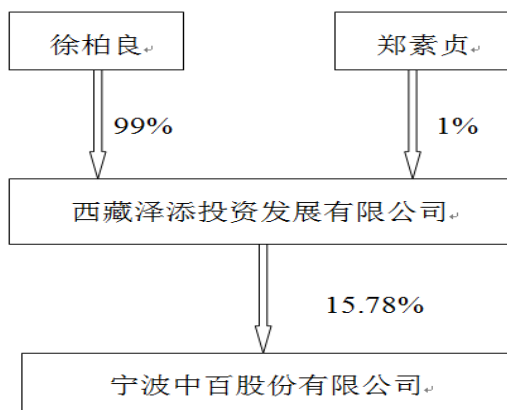 徐柏良
郑素贞
99%
1%
西藏泽添投资发展有限公司
15.78%
宁波中百股份有限公司